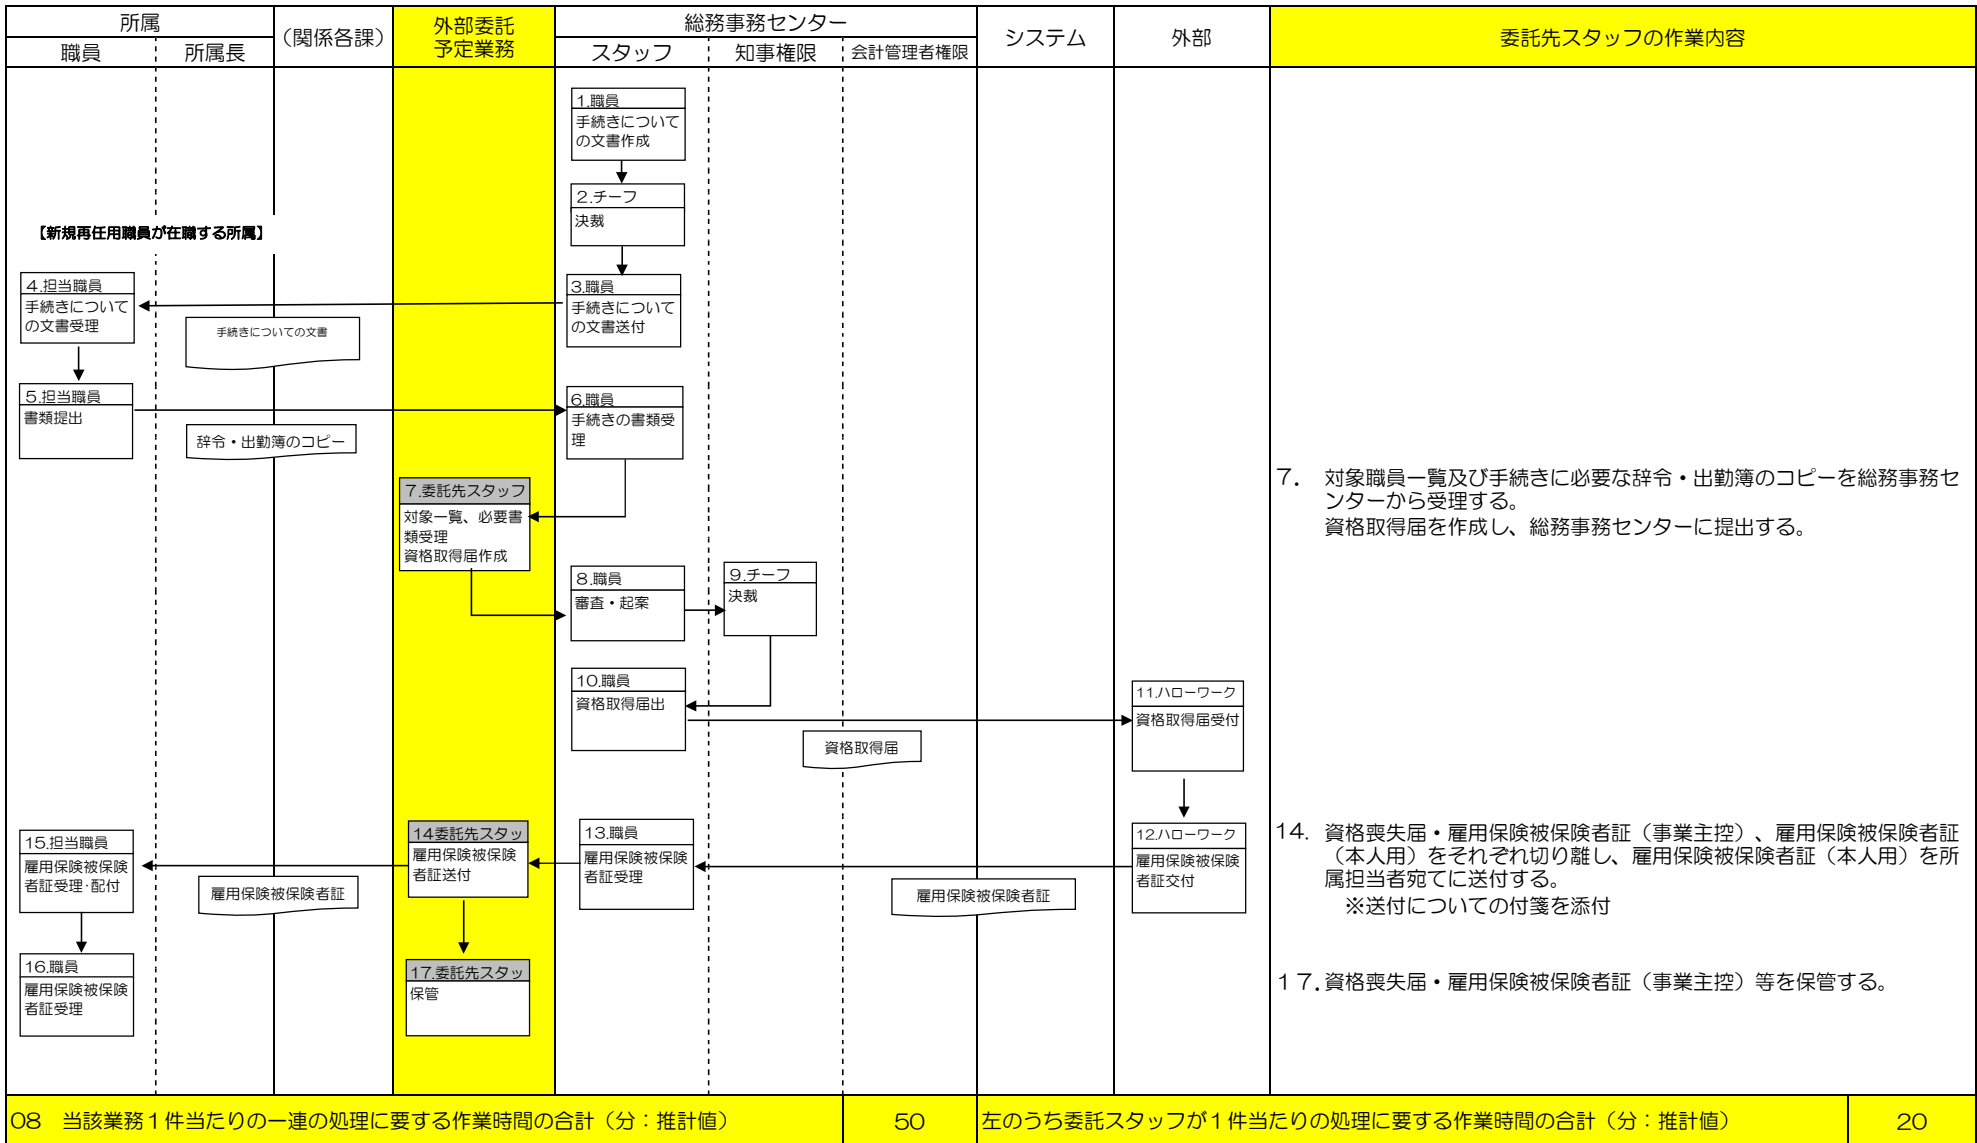 所属
(関係各課)
外部委託
予定業務
総務事務センター
システム
外部
委託先スタッフの作業内容
職員
所属長
スタッフ
知事権限
会計管理者権限
1.職員
手続きについて
の文書作成
2.チーフ
決裁
【新規再任用職員が在職する所属】
3.職員
手続きについて
の文書送付
4.担当職員
手続きについて
の文書受理
手続きについての文書
5.担当職員
書類提出
辞令・出勤簿のコピー
6.職員
手続きの書類受
理
7.委託先スタッフ
対象一覧、必要書
類受理
資格取得届作成
7. 対象職員一覧及び手続きに必要な辞令・出勤簿のコピーを総務事務セ
ンターから受理する。
資格取得届を作成し、総務事務センターに提出する。
8.職員
審査・起案
9.チーフ
決裁
10.職員
資格取得届出
資格取得届
11.ハローワーク
資格取得届受付
12.ハローワーク
雇用保険被保険
者証交付
雇用保険被保険者証
13.職員
雇用保険被保険
者証受理
14委託先スタッ
雇用保険被保険
者証送付
雇用保険被保険者証
15.担当職員
雇用保険被保険
者証受理・配付
14. 資格喪失届・雇用保険被保険者証（事業主控）、雇用保険被保険者証
（本人用）をそれぞれ切り離し、雇用保険被保険者証（本人用）を所
属担当者宛てに送付する。
※送付についての付箋を添付
16.職員
雇用保険被保険
者証受理
17.委託先スタッ
保管
１７.資格喪失届・雇用保険被保険者証（事業主控）等を保管する。
08 当該業務１件当たりの一連の処理に要する作業時間の合計（分：推計値）
50
左のうち委託スタッフが１件当たりの処理に要する作業時間の合計（分：推計値）
20